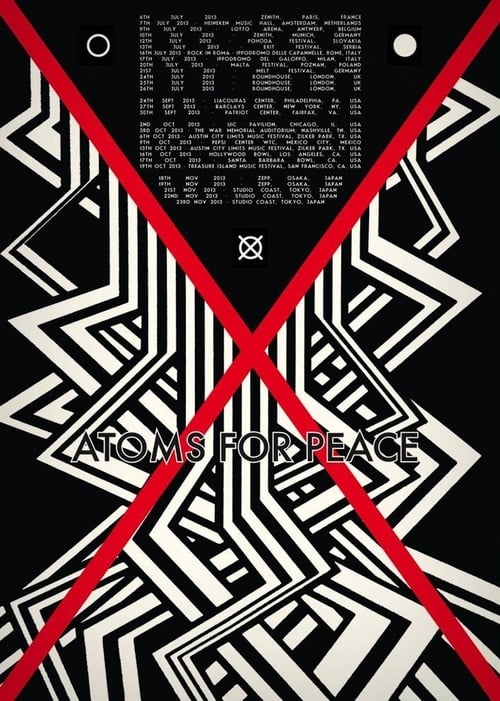 6TH JULY 2013 - ZENITH, PARIS, FRANCE
7TH JULY 2013 - HEINEKEN MUSIC HALL, AMSTERDAM, NETHERLANDS
9TH JULY 2013 - LOTTO ARENA, ANTWERP, BELGIUM
10TH JULY 2013 - ZENITH, MUNICH, GERMANY
12TH JULY 2013 - POHODA FESTIVAL, SLOVAKIA
13TH JULY 2013 - EXIT FESTIVAL, SERBIA
16TH JULY 2013 - ROCK IN ROMA - IPPODROMO DELLE CAPANNELLE, ROME, ITALY
17TH JULY 2013 - IPPODROMO DEL GALOPPO, MILAN, ITALY
20TH JULY 2013 - MALTA FESTIVAL, POZNAN, POLAND
21ST JULY 2013 - MELT FESTIVAL, GERMANY
24TH JULY 2013 - ROUNDHOUSE, LONDON, UK
25TH JULY 2013 - ROUNDHOUSE, LONDON, UK
26TH JULY 2013 - ROUNDHOUSE, LONDON, UK
24TH SEPT 2013 - LIACOURAS CENTER, PHILADELPHIA, PA USA
27TH SEPT 2013 - BARCLAYS CENTER, NEW YORK, NY. USA
30TH SEPT 2013 - PATRIOT CENTER, FAIRFAX, VA. USA
2ND OCT 2013 - UIC PAVILION, CHICAGO, IL USA
3RD OCT 2013 - THE WAR MEMORIAL AUDITORIUM, NASHVILLE, TN. USA
6TH OCT 2013 - AUSTIN CITY LIMITS MUSIC FESTIVAL, ZILKER PARK, TX USA
9TH OCT 2013 - PEPSI CENTER WTC, MEXICO CITY, MEXICO
13TH OCT 2013 - AUSTIN CITY LIMITS MUSIC FESTIVAL, ZILKER PARK, TX USA
16TH OCT 2013 - HOLLYWOOD BOWL, LOS ANGELES, CA. USA
17TH OCT 2013 - SANTA BARBARA BOWL, CA. USA
19TH OCT 2013 - TREASURE ISLAND MUSIC FESTIVAL, SAN FRANCISCO, CA. USA
18TH NOV 2013 - ZEPP, OSAKA, JAPAN
19TH NOV 2013 - ZEPP, OSAKA, JAPAN
21ST NOV 2013 - STUDIO COAST, TOKYO, JAPAN
22ND NOV 2013 - STUDIO COAST, TOKYO, JAPAN
23RD NOV 2013 - STUDIO COAST, TOKYO, JAPAN
ATOMS FOR PEACE